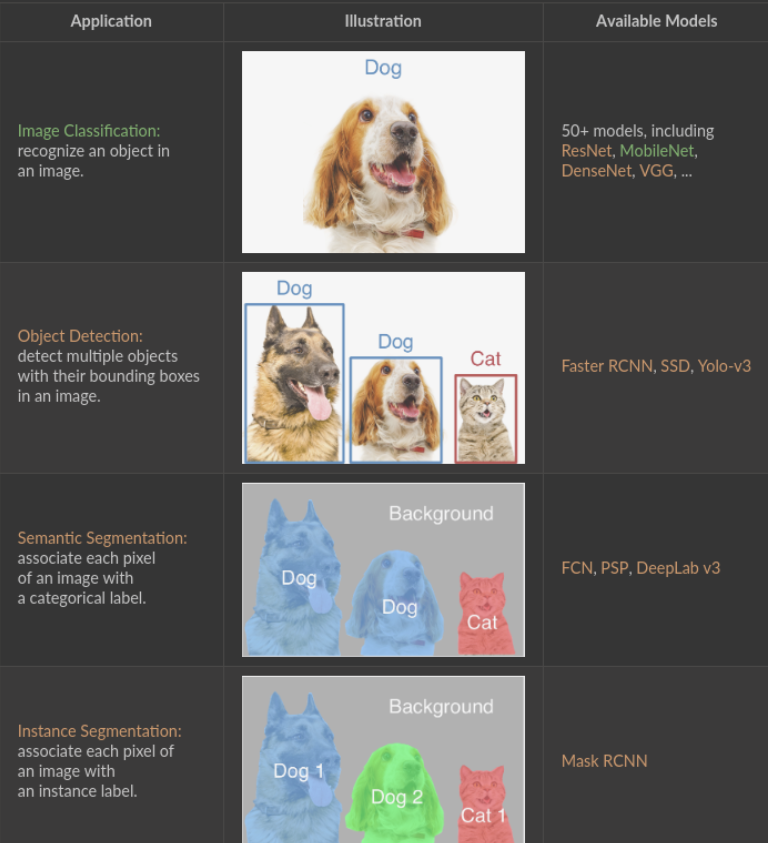 Application
Illustration
Available Models
Image Classification:
recognize an object in
an image.
Dog
50+ models, including
ResNet, MobileNet,
DenseNet, VGG, ...
Object Detection:
detect multiple objects
with their bounding boxes
in an image.
Dog
Dog
Cat
Faster RCNN, SSD, Yolo-v3
Semantic Segmentation:
associate each pixel
of an image with
a categorical label.
Background
Dog
Dog
Cat
FCN, PSP, DeepLab v3
Instance Segmentation:
associate each pixel of
an image with
an instance label.
Background
Dog 1
Dog 2
Cat 1
Mask RCNN